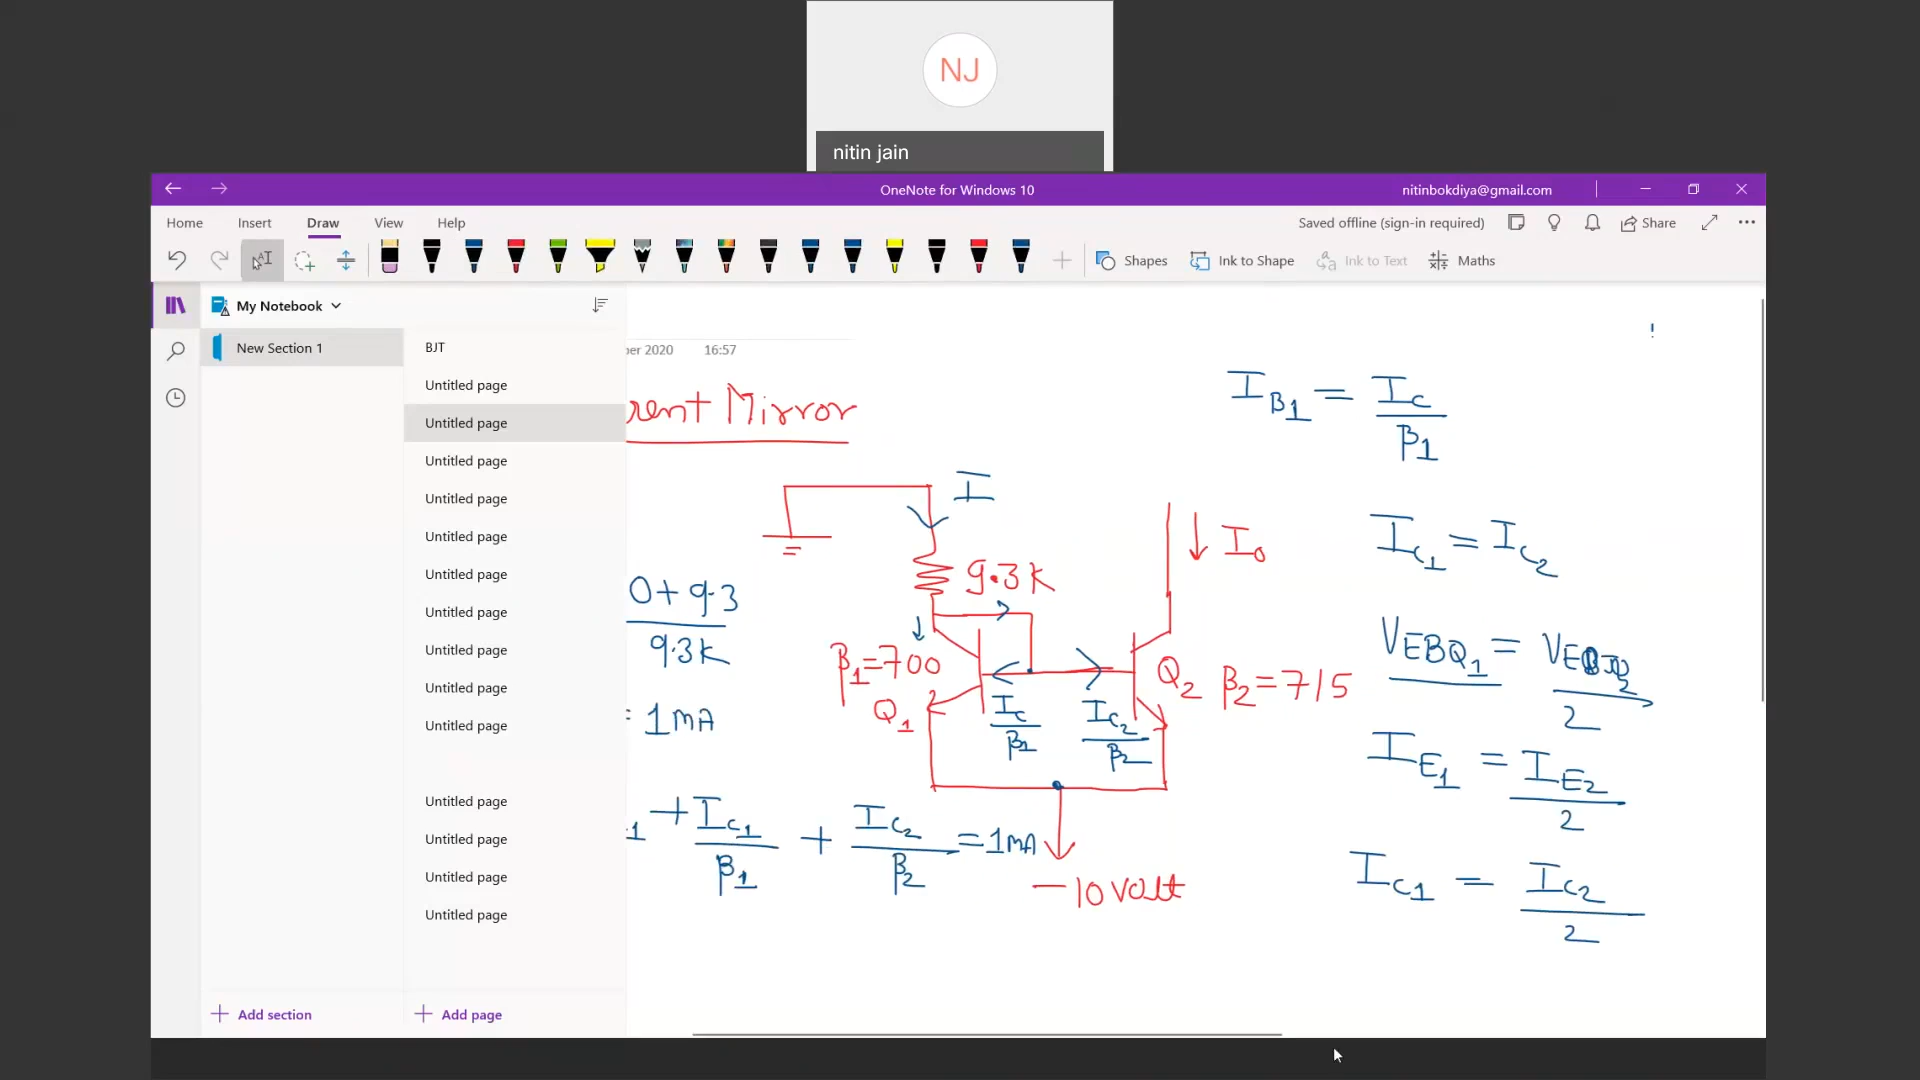 NJ
nitin jain
OneNote for Windows 10
nitinbokdiya@gmail.com
Home Insert Draw View Help
Saved offline (sign-in required)
Share
Shapes
Ink to Shape
Ink to Text
Maths
My Notebook
New Section 1
BJT
Untitled page
Untitled page
Untitled page
Untitled page
Untitled page
Untitled page
Untitled page
Untitled page
Untitled page
Untitled page
Untitled page
Untitled page
Untitled page
Untitled page
Add section
Add page
ber 2020 16:57
rent Mirror
I
I0
9.3K
0+9.3
9.3K
= 1mA
β1=700
Q1
Ic
β1
Ic2
β2
Q2 β2=715
1 + Ic1 + Ic2 = 1mA
β1 β2
-10 volt
IB1 = Ic
β1
Ic1 = Ic2
VEBQ1 =
2
IE1 = IE2
2
Ic1 = Ic2
2